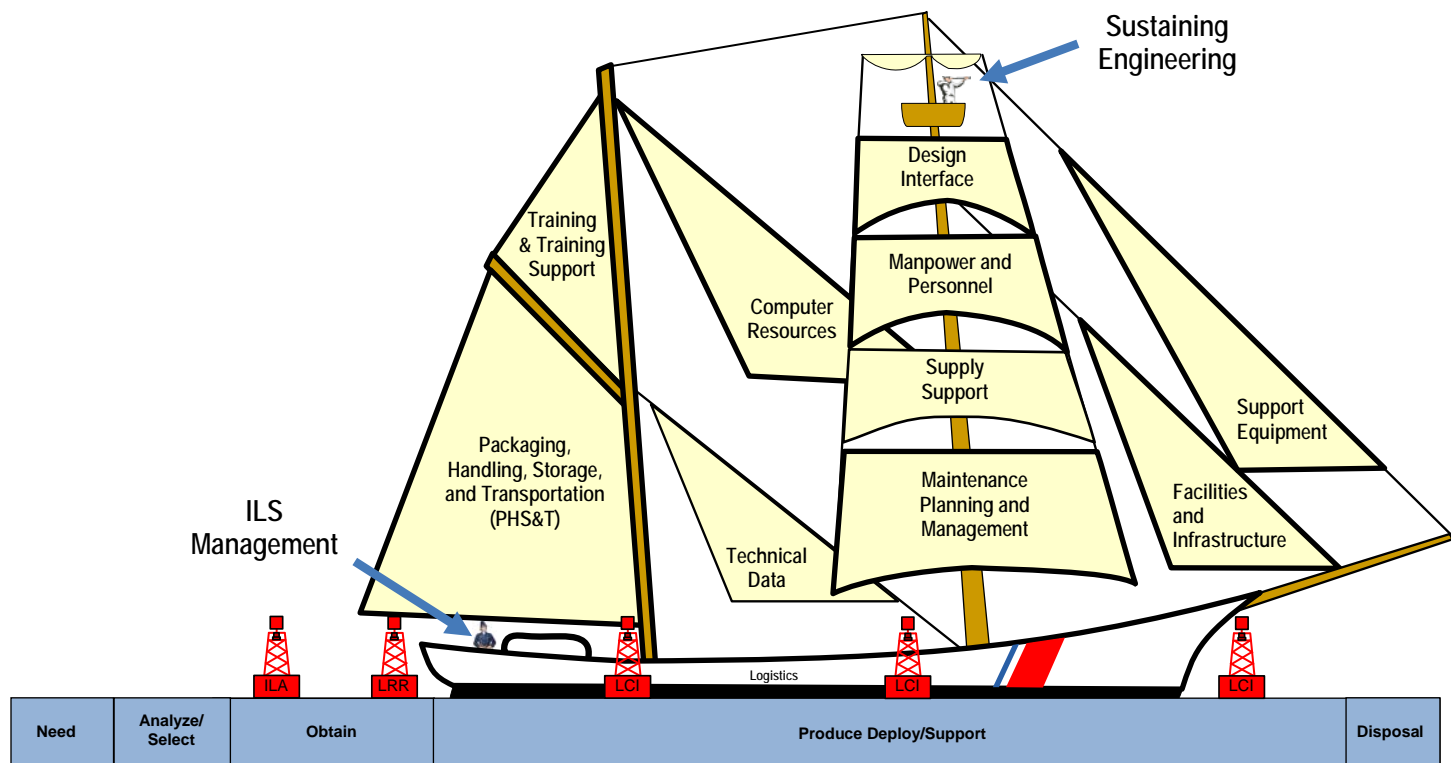 Sustaining
Engineering
Design
Interface
Training
& Training
Support
Manpower and
Personnel
Computer
Resources
Supply
Support
Support
Equipment
Packaging,
Handling, Storage,
and Transportation
(PHS&T)
Maintenance
Planning and
Management
Facilities
and
Infrastructure
ILS
Management
Technical
Data
Logistics
ILA
LRR
LCI
LCI
LCI
Need
Analyze/
Select
Obtain
Produce Deploy/Support
Disposal